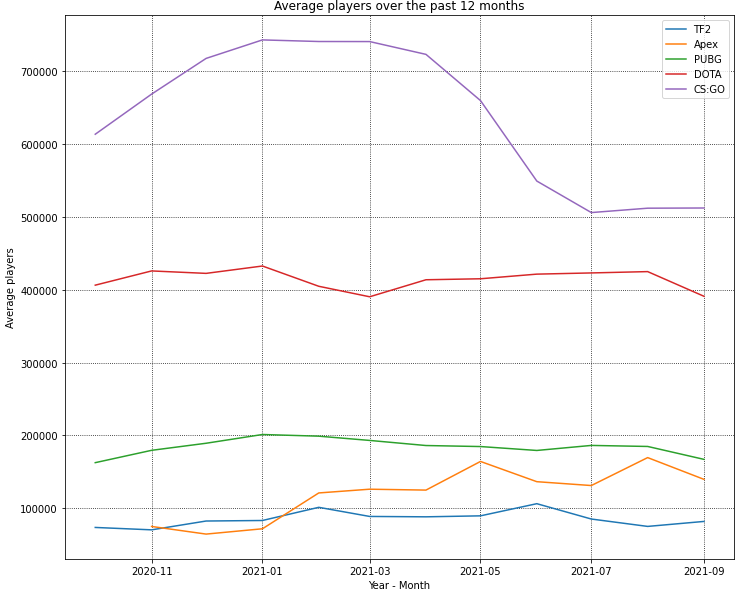 Average players over the past 12 months
TF2
Apex
PUBG
DOTA
CS:GO
700000
600000
500000
400000
300000
200000
100000
Average players
2020-11
2021-01
2021-03
2021-05
2021-07
2021-09
Year - Month